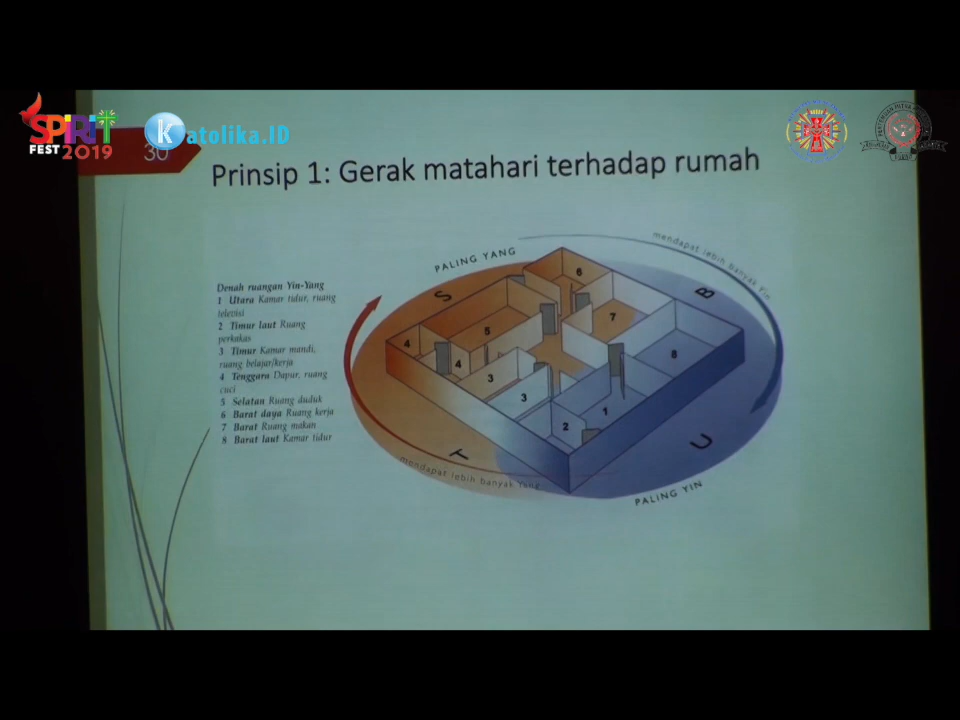 SPIRIT
FEST 2019
Katolika.ID
30
Prinsip 1: Gerak matahari terhadap rumah
Denah ruangan Yin-Yang
1 Utara Kamar tidur, ruang
televisi
2 Timur laut Ruang
perkakas
3 Timur Kamar mandi,
ruang belajar/kerja
4 Tenggara Dapur, ruang
cuci
5 Selatan Ruang duduk
6 Barat daya Ruang kerja
7 Barat Ruang makan
8 Barat laut Kamar tidur
PALING YANG
mendapat lebih banyak Yin
S
B
6
7
5
4
4
8
3
3
1
2
T
U
mendapat lebih banyak Yang
PALING YIN